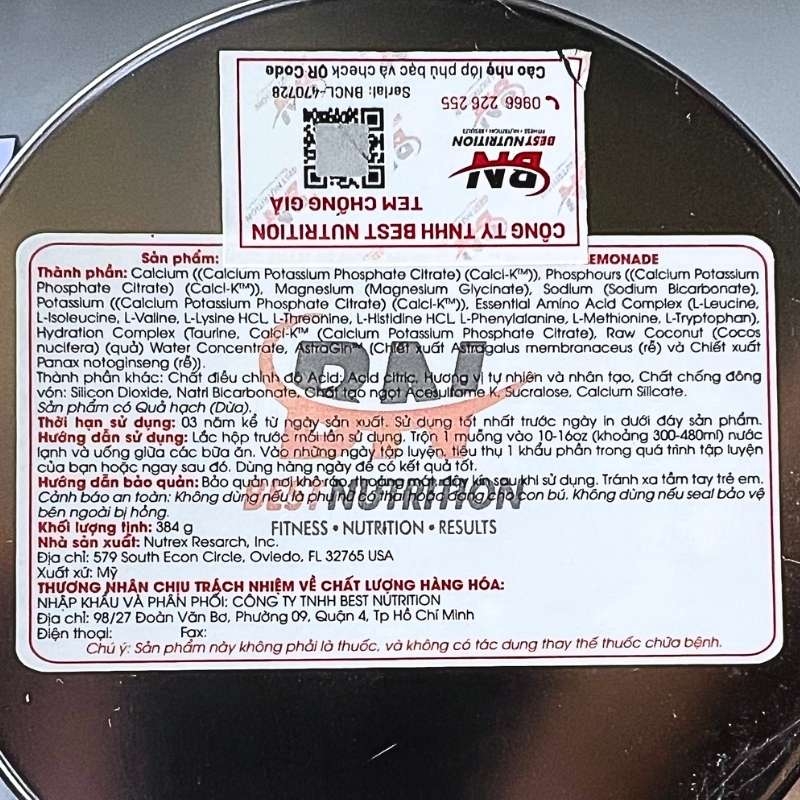 Cào nhẹ lớp phủ bạc và check QR Code
Serial: BNCL-470728
0866 226 255
BN
BEST NUTRITION
FITNESS • NUTRITION • RESULTS
TEM CHỐNG GIẢ
CÔNG TY TNHH BEST NUTRITION
Sản phẩm: LEMONADE
Thành phần: Calcium ((Calcium Potassium Phosphate Citrate) (Calci-K™)), Phosphours ((Calcium Potassium
Phosphate Citrate) (Calci-K™)), Magnesium (Magnesium Glycinate), Sodium (Sodium Bicarbonate),
Potassium ((Calcium Potassium Phosphate Citrate) (Calci-K™)), Essential Amino Acid Complex (L-Leucine,
L-Isoleucine, L-Valine, L-Lysine HCL, L-Threonine, L-Histidine HCL, L-Phenylalanine, L-Methionine, L-Tryptophan),
Hydration Complex (Taurine, Calci-K™ (Calcium Potassium Phosphate Citrate), Raw Coconut (Cocos
nucifera) (quả) Water Concentrate, AstraGin™ (Chiết xuất Astragalus membranaceus (rễ) và Chiết xuất
Panax notoginseng (rễ)).
Thành phần khác: Chất điều chỉnh độ Acid: Acid citric, Hương vị tự nhiên và nhân tạo, Chất chống đông
vón: Silicon Dioxide, Natri Bicarbonate, Chất tạo ngọt Acesulfame K, Sucralose, Calcium Silicate.
Sản phẩm có Quả hạch (Dừa).
Thời hạn sử dụng: 03 năm kể từ ngày sản xuất. Sử dụng tốt nhất trước ngày in dưới đáy sản phẩm.
Hướng dẫn sử dụng: Lắc hộp trước mỗi lần sử dụng. Trộn 1 muỗng vào 10-16oz (khoảng 300-480ml) nước
lạnh và uống giữa các bữa ăn. Vào những ngày tập luyện, tiêu thụ 1 khẩu phần trong quá trình tập luyện
của bạn hoặc ngay sau đó. Dùng hàng ngày để có kết quả tốt.
Hướng dẫn bảo quản: Bảo quản nơi khô ráo, thoáng mát, đậy kín sau khi sử dụng. Tránh xa tầm tay trẻ em.
Cảnh báo an toàn: Không dùng nếu là phụ nữ có thai hoặc đang cho con bú. Không dùng nếu seal bảo vệ
bên ngoài bị hỏng.
BEST NUTRITION
Khối lượng tịnh: 384 g
FITNESS • NUTRITION • RESULTS
Nhà sản xuất: Nutrex Resarch, Inc.
Địa chỉ: 579 South Econ Circle, Oviedo, FL 32765 USA
Xuất xứ: Mỹ
THƯƠNG NHÂN CHỊU TRÁCH NHIỆM VỀ CHẤT LƯỢNG HÀNG HÓA:
NHẬP KHẨU VÀ PHÂN PHỐI: CÔNG TY TNHH BEST NUTRITION
Địa chỉ: 98/27 Đoàn Văn Bơ, Phường 09, Quận 4, Tp Hồ Chí Minh
Điện thoại: Fax:
Chú ý: Sản phẩm này không phải là thuốc, và không có tác dụng thay thế thuốc chữa bệnh.